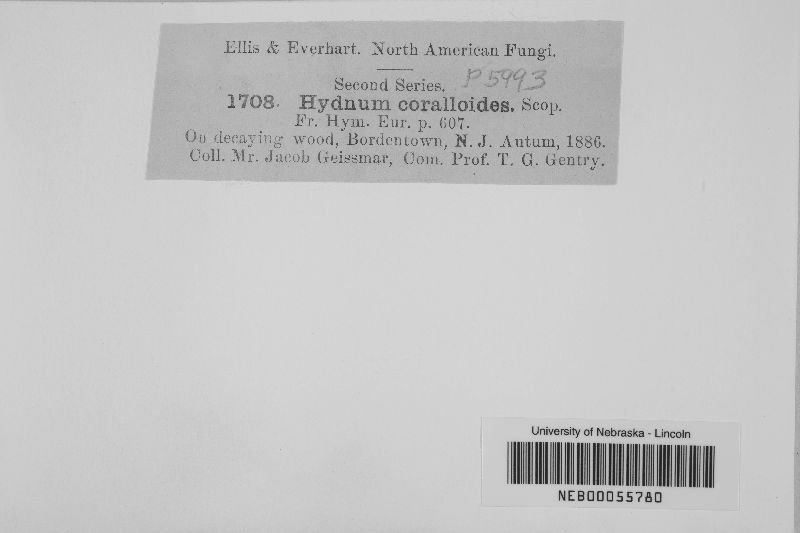 Ellis & Everhart. North American Fungi.
Second Series. P5993
1708. Hydnum coralloides. Scop.
Fr. Hym. Eur. p. 607.
On decaying wood, Bordentown, N. J. Autum, 1886.
Coll. Mr. Jacob Geissmar, Com. Prof. T. G. Gentry.
University of Nebraska - Lincoln
NEB00055780